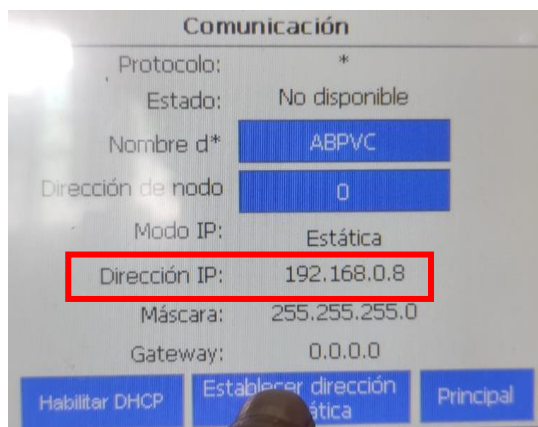 Comunicación
Protocolo: *
Estado: No disponible
Nombre d* ABPVC
Dirección de nodo 0
Modo IP: Estática
Dirección IP: 192.168.0.8
Máscara: 255.255.255.0
Gateway: 0.0.0.0
Habilitar DHCP Establecer dirección Principal
ática